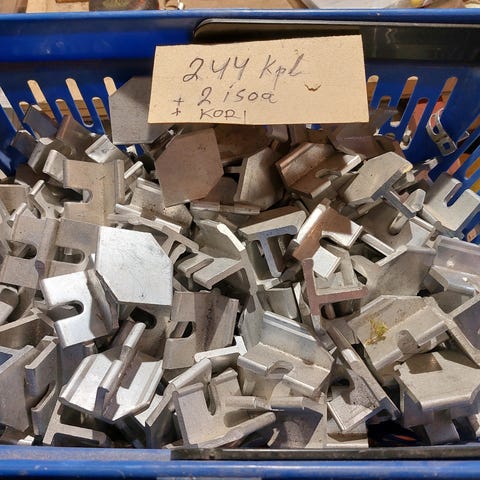 244 Kpl
+ 2 isoa
+ KORI